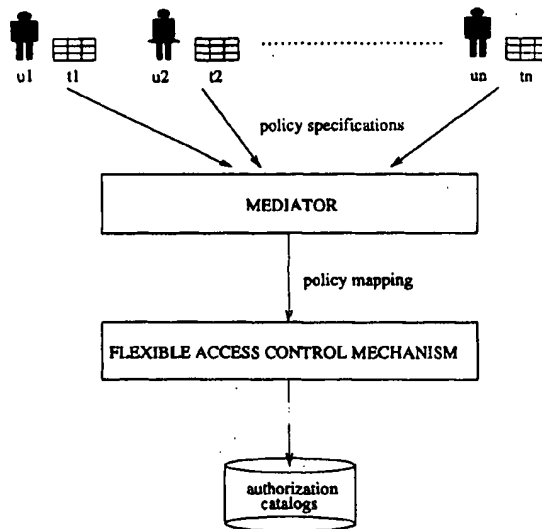 u1 t1 u2 t2 un tn
policy specifications
MEDIATOR
policy mapping
FLEXIBLE ACCESS CONTROL MECHANISM
authorization
catalogs